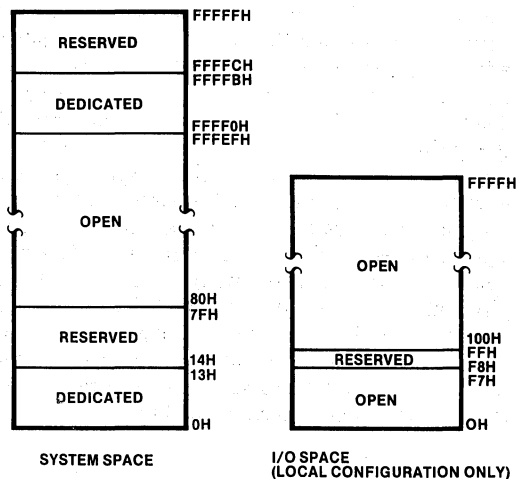 FFFFFH
RESERVED
FFFFCH
FFFFBH
DEDICATED
FFFF0H
FFFEFH
OPEN
80H
7FH
RESERVED
14H
13H
DEDICATED
0H
SYSTEM SPACE
FFFFH
OPEN
100H
FFH
RESERVED
F8H
F7H
OPEN
OH
I/O SPACE
(LOCAL CONFIGURATION ONLY)